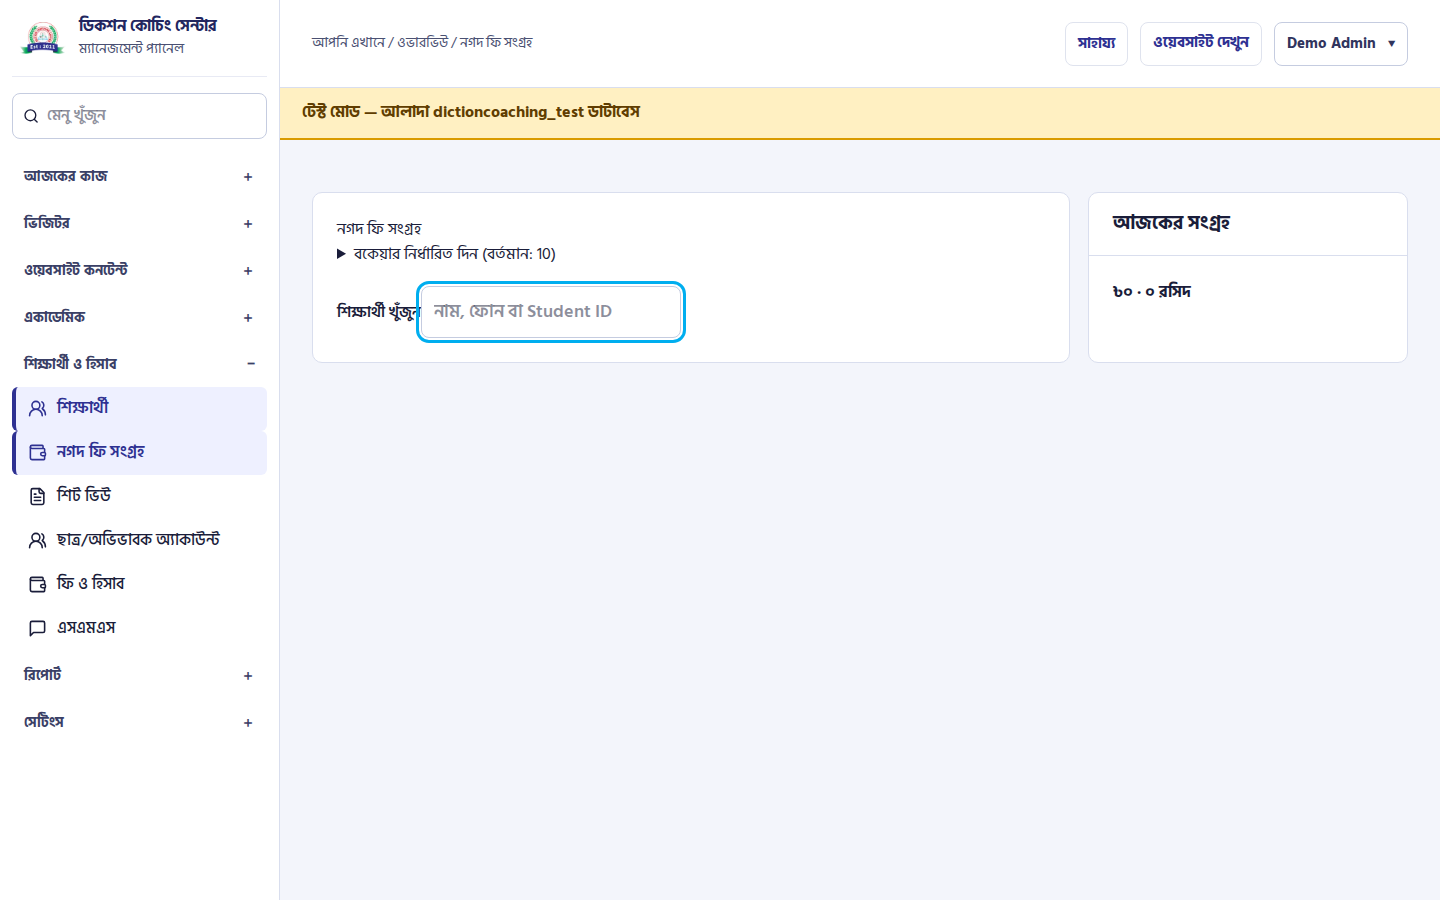 ডিকশন কোচিং সেন্টার
ম্যানেজমেন্ট প্যানেল
Est : 2011
মেনু খুঁজুন
আজকের কাজ +
ভিজিটর +
ওয়েবসাইট কনটেন্ট +
একাডেমিক +
শিক্ষার্থী ও হিসাব −
শিক্ষার্থী
নগদ ফি সংগ্রহ
শিট ভিউ
ছাত্র/অভিভাবক অ্যাকাউন্ট
ফি ও হিসাব
এসএমএস
রিপোর্ট +
সেটিংস +
আপনি এখানে / ওভারভিউ / নগদ ফি সংগ্রহ
সাহায্য
ওয়েবসাইট দেখুন
Demo Admin
টেস্ট মোড — আলাদা dictioncoaching_test ডাটাবেস
নগদ ফি সংগ্রহ
বকেয়ার নির্ধারিত দিন (বর্তমান: 10)
শিক্ষার্থী খুঁজুন
নাম, ফোন বা Student ID
আজকের সংগ্রহ
৳০ · ০ রসিদ